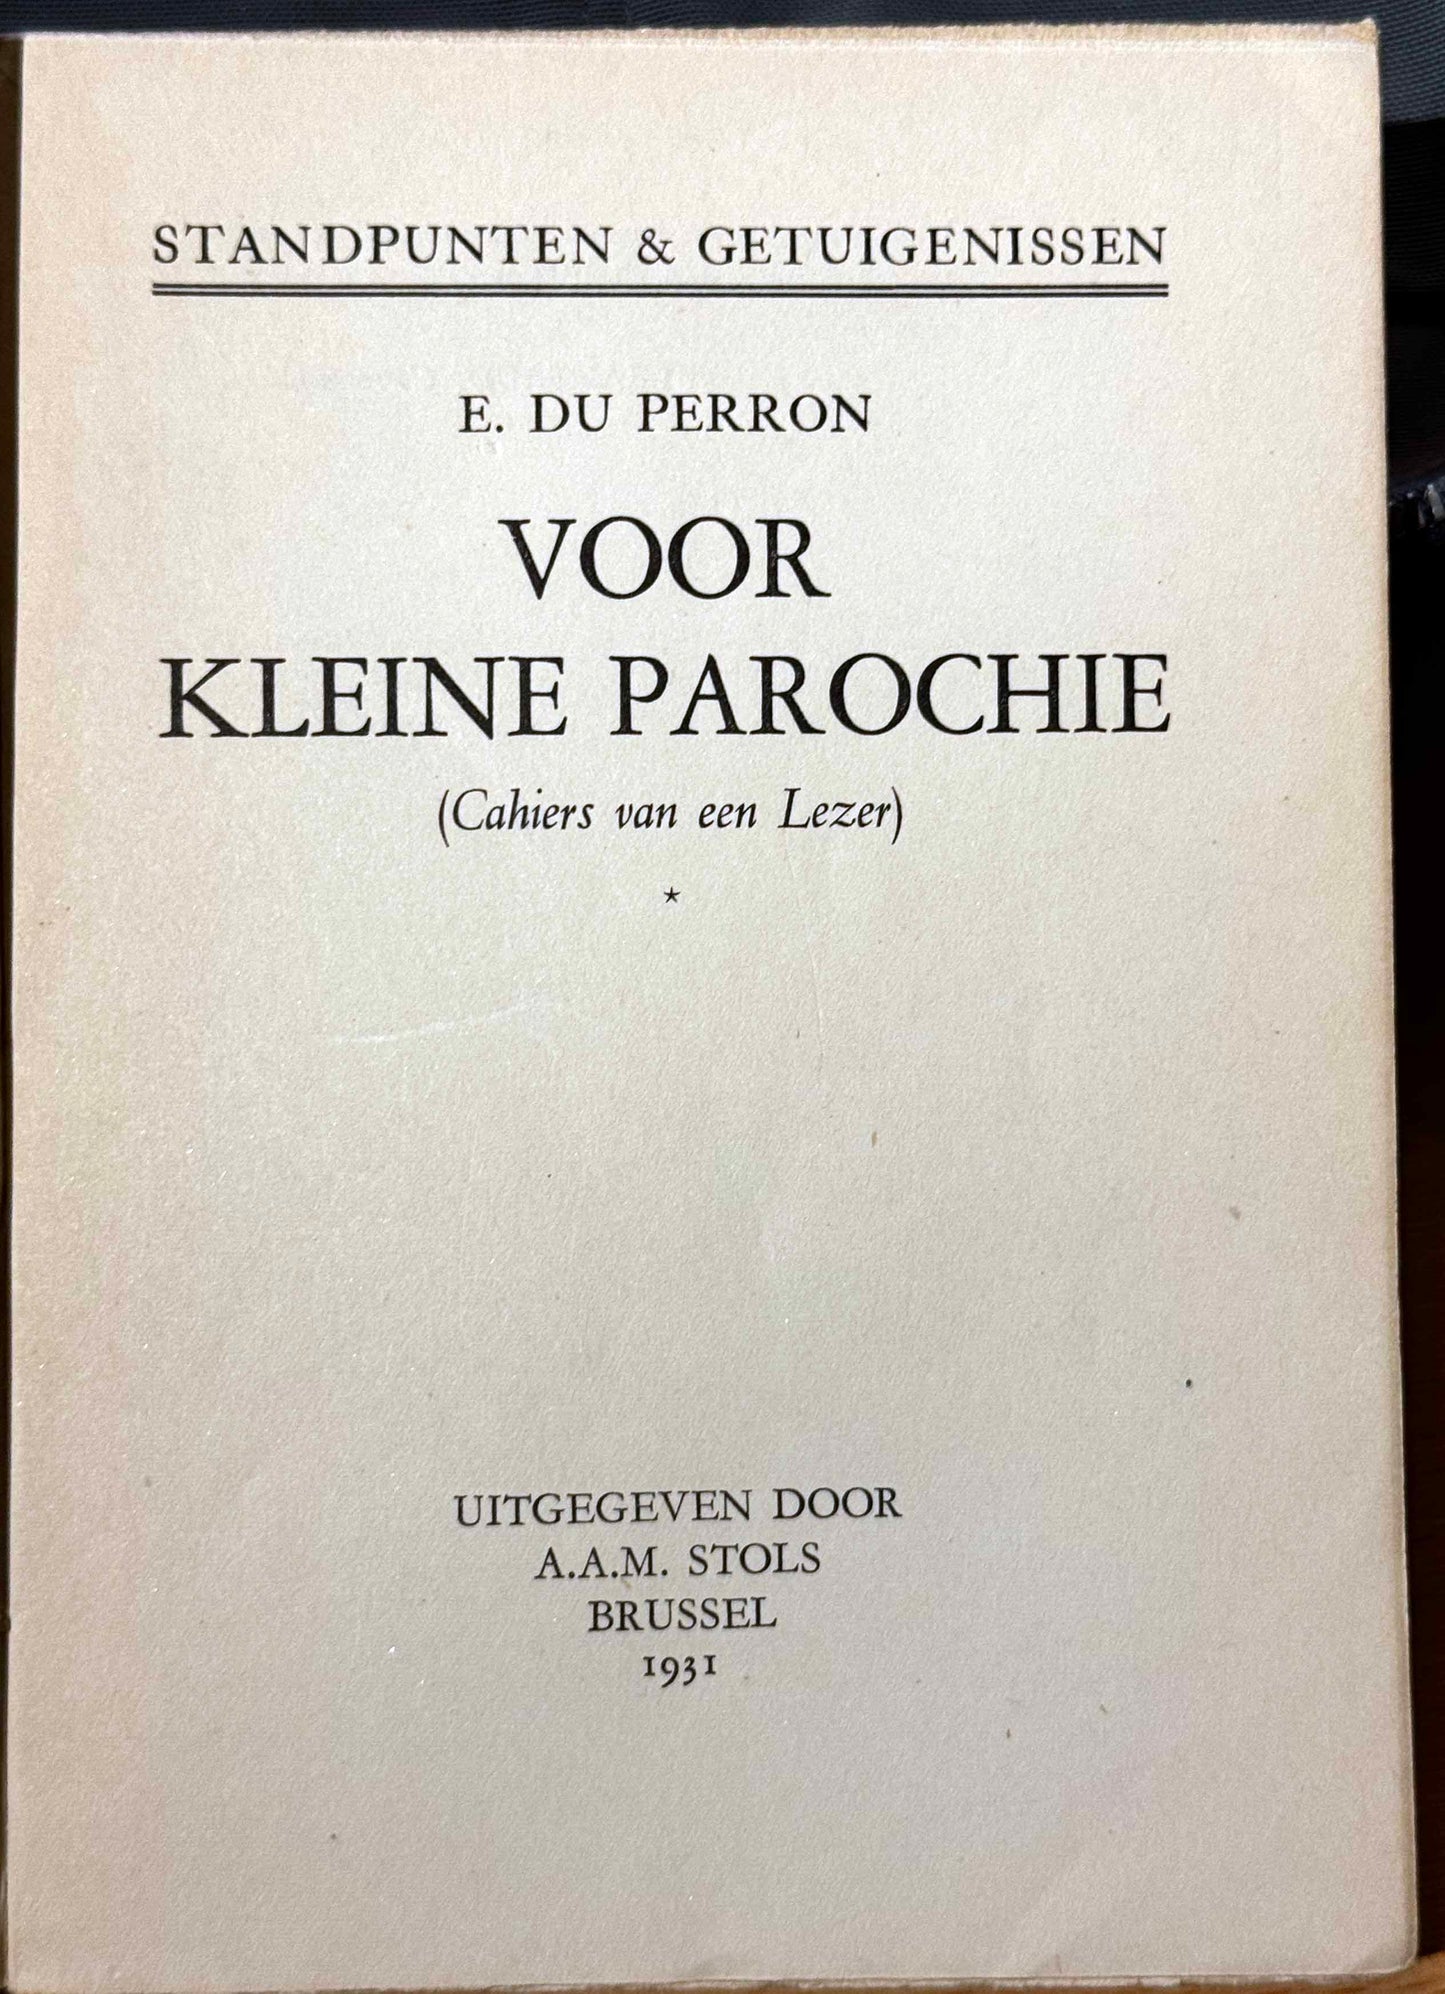 STANDPUNTEN & GETUIGENISSEN
E. DU PERRON
VOOR
KLEINE PAROCHIE
(Cahiers van een Lezer)
*
UITGEGEVEN DOOR
A.A.M. STOLS
BRUSSEL
1931